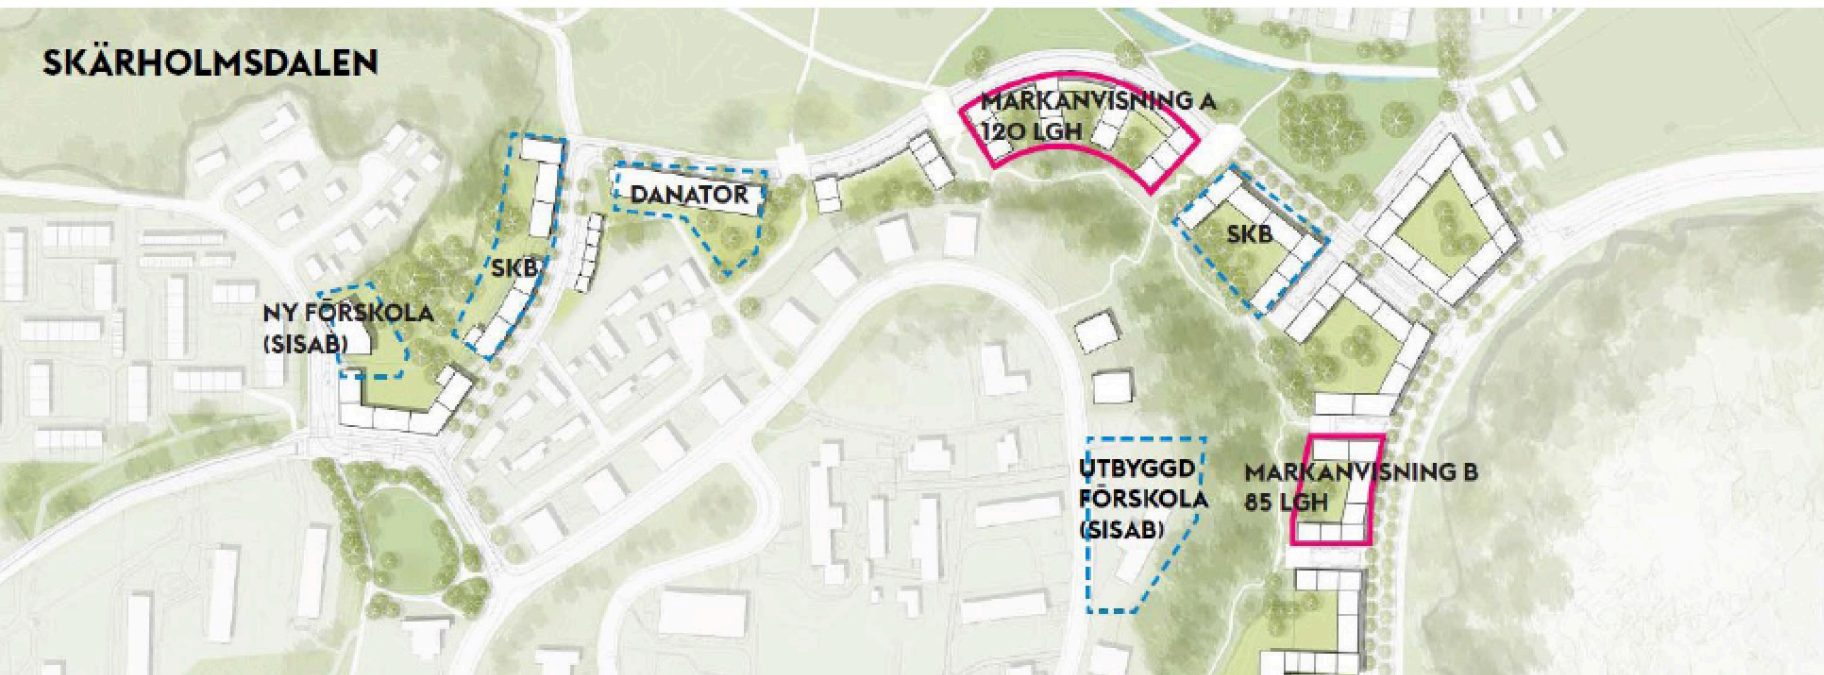 SKÄRHOLMSDALEN
MARKANVISNING A
120 LGH
DANATOR
SKB
SKB
NY FÖRSKOLA
(SISAB)
UTBYGGD
FÖRSKOLA
(SISAB)
MARKANVISNING B
85 LGH